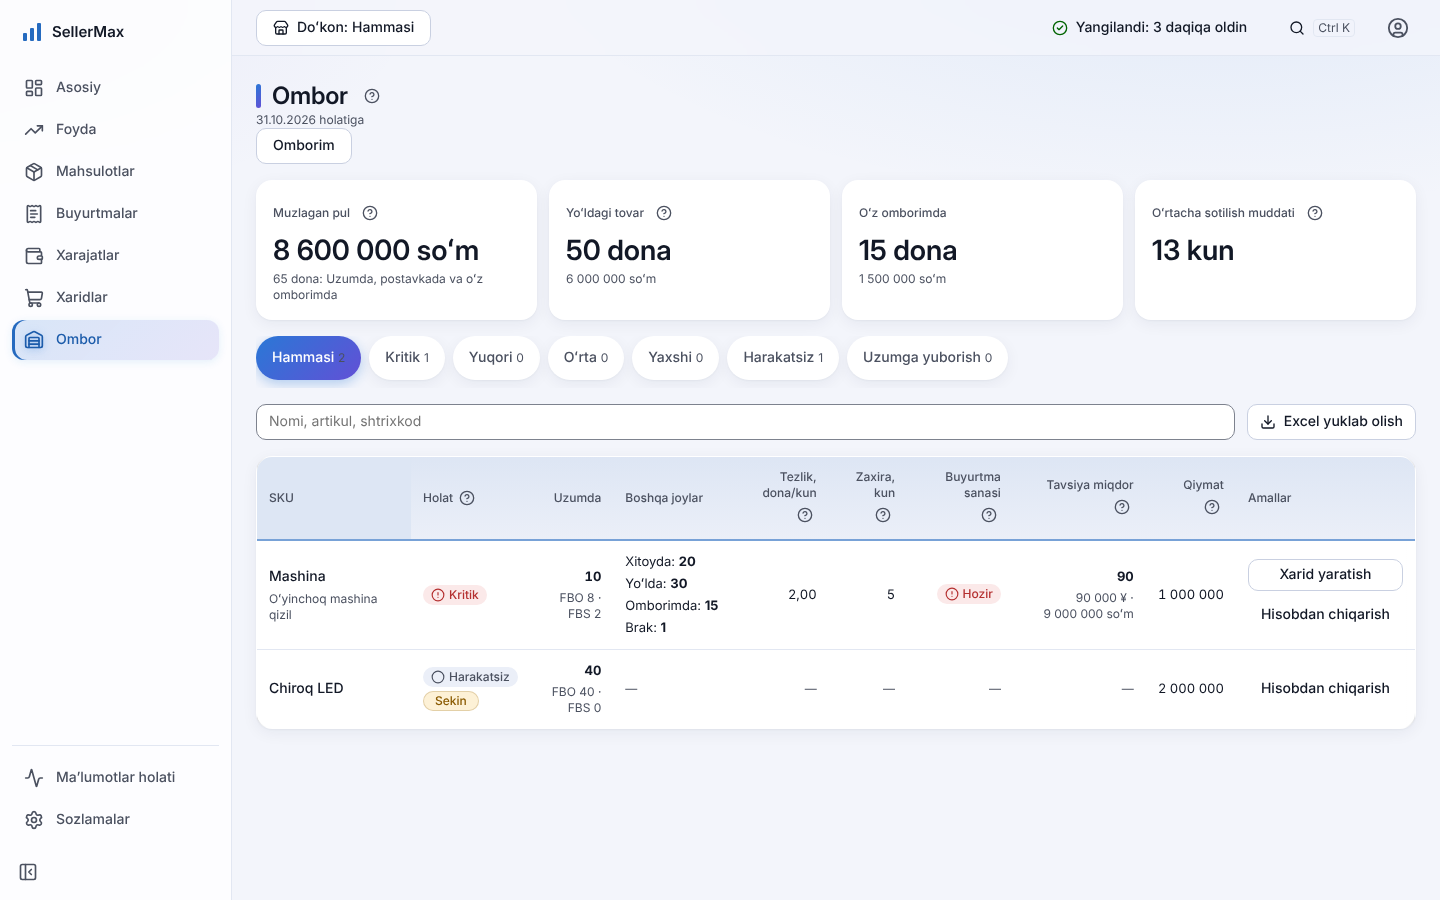 SellerMax
Doʻkon: Hammasi
Yangilandi: 3 daqiqa oldin
Ctrl K
Asosiy
Foyda
Mahsulotlar
Buyurtmalar
Xarajatlar
Xaridlar
Ombor
Maʼlumotlar holati
Sozlamalar
Ombor
31.10.2026 holatiga
Omborim
Muzlagan pul
8 600 000 soʻm
65 dona: Uzumda, postavkada va oʻz
omborimda
Yoʻldagi tovar
50 dona
6 000 000 soʻm
Oʻz omborimda
15 dona
1 500 000 soʻm
Oʻrtacha sotilish muddati
13 kun
Hammasi 2
Kritik 1
Yuqori 0
Oʻrta 0
Yaxshi 0
Harakatsiz 1
Uzumga yuborish 0
Nomi, artikul, shtrixkod
Excel yuklab olish
SKU
Holat
Uzumda
Boshqa joylar
Tezlik,
dona/kun
Zaxira,
kun
Buyurtma
sanasi
Tavsiya miqdor
Qiymat
Amallar
Mashina
Oʻyinchoq mashina
qizil
Kritik
10
FBO 8 ·
FBS 2
Xitoyda: 20
Yoʻlda: 30
Omborimda: 15
Brak: 1
2,00
5
Hozir
90
90 000 ¥ ·
9 000 000 soʻm
1 000 000
Xarid yaratish
Hisobdan chiqarish
Chiroq LED
Harakatsiz
Sekin
40
FBO 40 ·
FBS 0
—
—
—
—
—
2 000 000
Hisobdan chiqarish